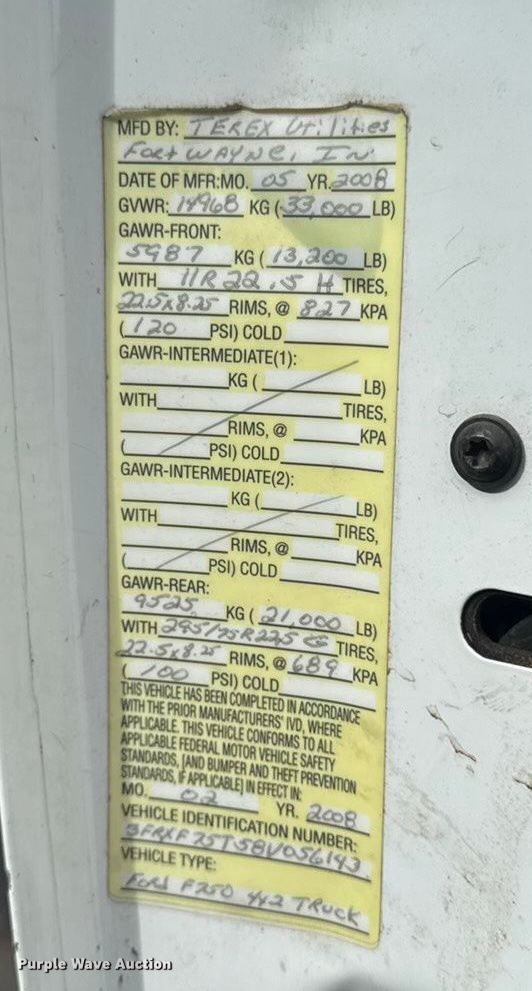 MFD BY: TEREX Utilities
Fort WAYNE, IN
DATE OF MFR:MO. 05 YR. 2008
GVWR: 14968 KG (33,000 LB)
GAWR-FRONT:
5987 KG (13,200 LB)
WITH 11R22.5 H TIRES,
22.5x8.25 RIMS, @ 827 KPA
(120 PSI) COLD
GAWR-INTERMEDIATE(1):
KG ( LB)
WITH TIRES,
RIMS, @ KPA
( PSI) COLD
GAWR-INTERMEDIATE(2):
KG ( LB)
WITH TIRES,
RIMS, @ KPA
( PSI) COLD
GAWR-REAR:
9525 KG (21,000 LB)
WITH 295/75R22.5 G TIRES,
22.5x8.25 RIMS, @ 689 KPA
(100 PSI) COLD
THIS VEHICLE HAS BEEN COMPLETED IN ACCORDANCE
WITH THE PRIOR MANUFACTURERS' IVD, WHERE
APPLICABLE. THIS VEHICLE CONFORMS TO ALL
APPLICABLE FEDERAL MOTOR VEHICLE SAFETY
STANDARDS, [AND BUMPER AND THEFT PREVENTION
STANDARDS, IF APPLICABLE] IN EFFECT IN:
MO. 02 YR. 2008
VEHICLE IDENTIFICATION NUMBER:
3FRXF75T58V056143
VEHICLE TYPE:
Ford F750 4x2 TRUCK
Purple Wave Auction